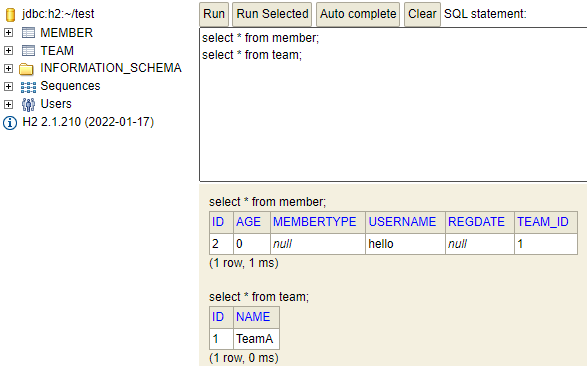 jdbc:h2:~/test
MEMBER
TEAM
INFORMATION_SCHEMA
Sequences
Users
H2 2.1.210 (2022-01-17)
Run Run Selected Auto complete Clear SQL statement:
select * from member;
select * from team;
select * from member;
ID AGE MEMBERTYPE USERNAME REGDATE TEAM_ID
2 0 null hello null 1
(1 row, 1 ms)
select * from team;
ID NAME
1 TeamA
(1 row, 0 ms)